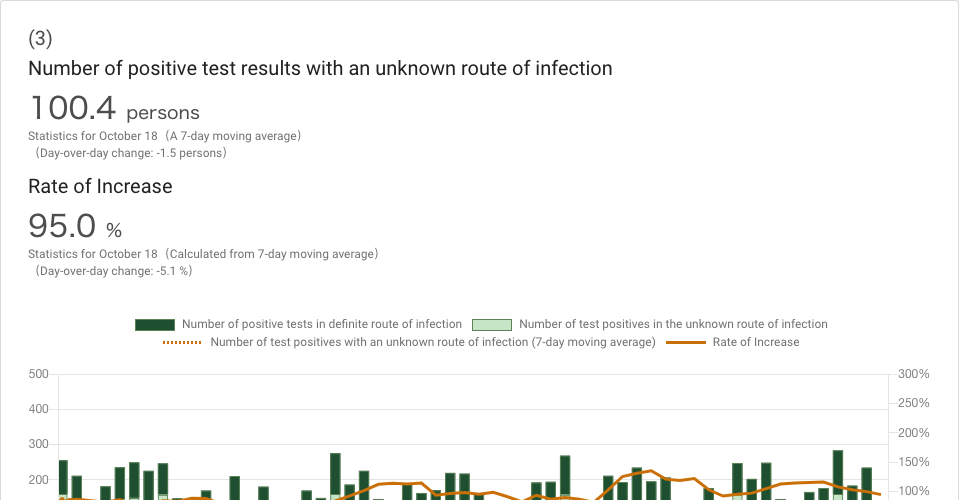 (3)
Number of positive test results with an unknown route of infection
100.4 persons
Statistics for October 18（A 7-day moving average）
（Day-over-day change: -1.5 persons）
Rate of Increase
95.0 %
Statistics for October 18（Calculated from 7-day moving average）
（Day-over-day change: -5.1 %）
Number of positive tests in definite route of infection Number of test positives in the unknown route of infection
Number of test positives with an unknown route of infection (7-day moving average) Rate of Increase
500 300%
250%
400
200%
300
150%
200
100%